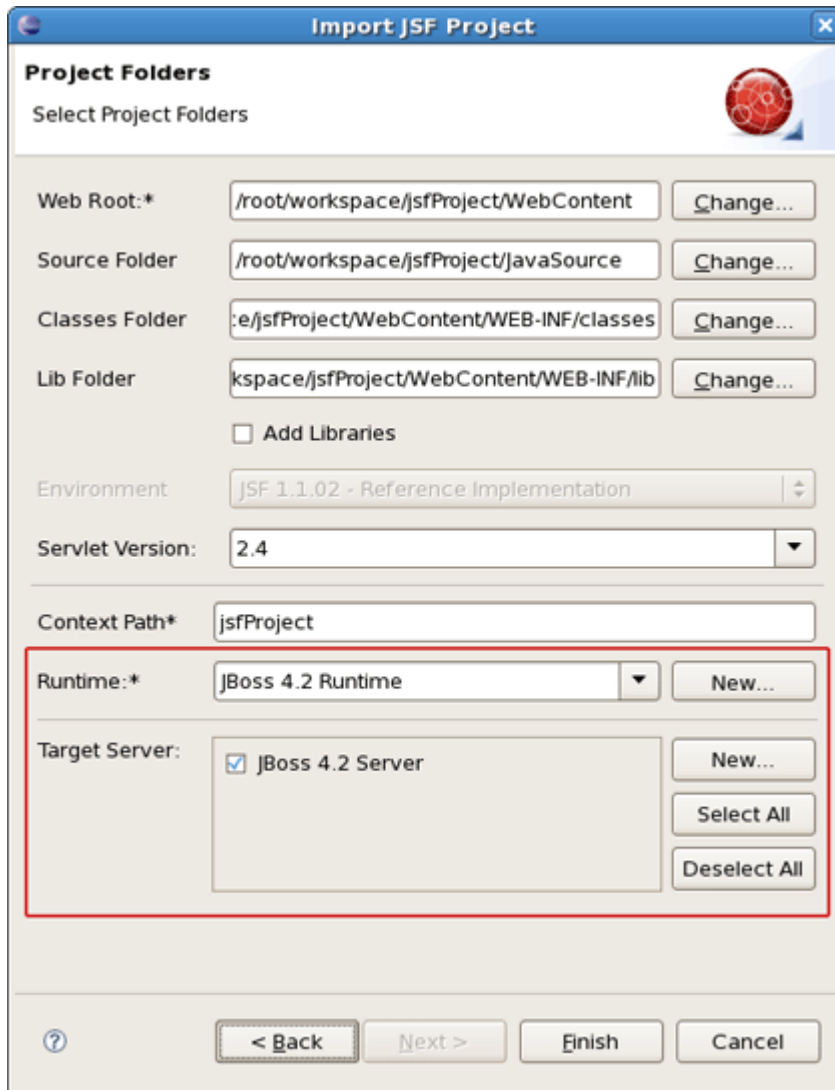 Import JSF Project
Project Folders
Select Project Folders
Web Root:* /root/workspace/jsfProject/WebContent Change...
Source Folder /root/workspace/jsfProject/JavaSource Change...
Classes Folder :e/jsfProject/WebContent/WEB-INF/classes Change...
Lib Folder kspace/jsfProject/WebContent/WEB-INF/lib Change...
Add Libraries
Environment JSF 1.1.02 - Reference Implementation
Servlet Version: 2.4
Context Path* jsfProject
Runtime:* JBoss 4.2 Runtime New...
Target Server: JBoss 4.2 Server New...
Select All
Deselect All
? < Back Next > Finish Cancel